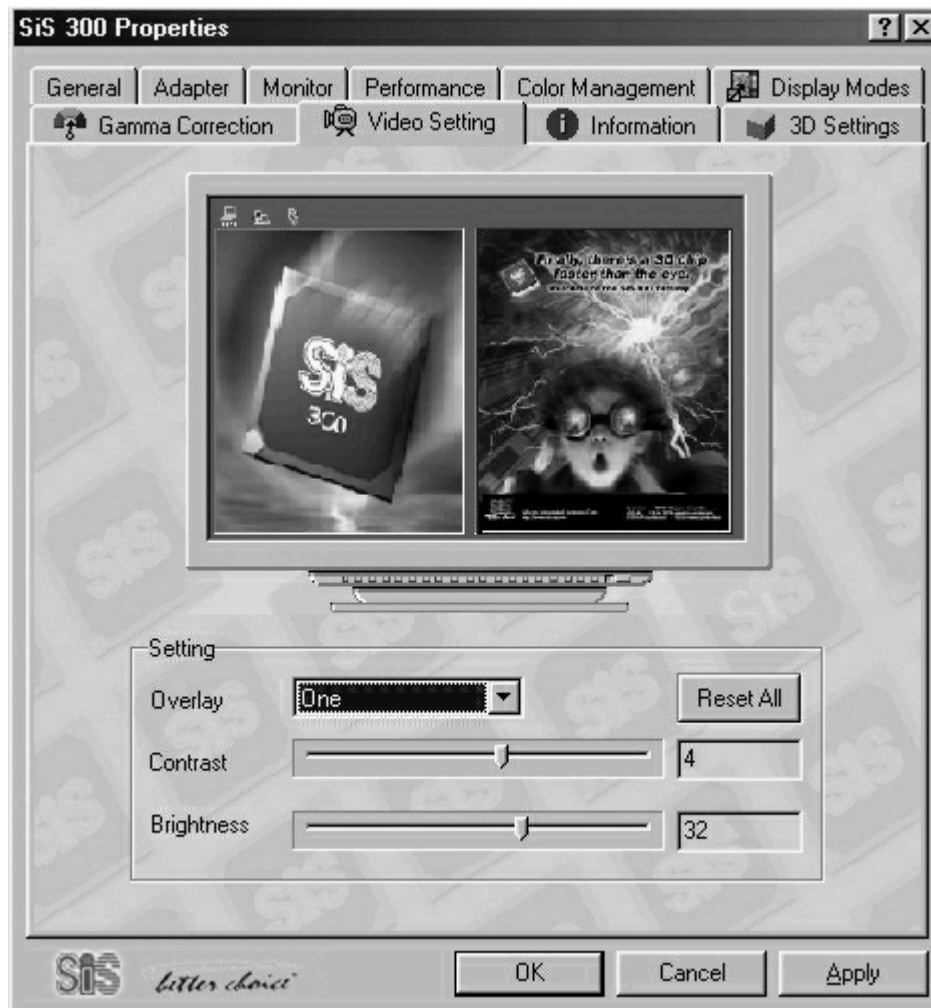 SiS 300 Properties
General Adapter Monitor Performance Color Management Display Modes
Gamma Correction Video Setting Information 3D Settings
Finally, there's a 3D chip
faster than the eye.
SiS
300
SiS
Setting
Overlay One Reset All
Contrast 4
Brightness 32
SiS better choice OK Cancel Apply